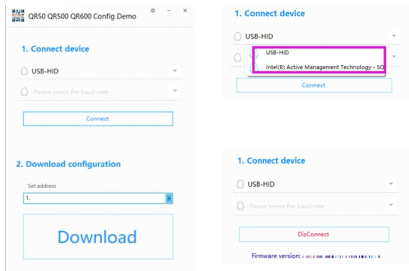 QR50 QR500 QR600 Config Demo
1. Connect device
USB-HID
Please select the baud rate
Connect
2. Download configuration
Set address
1.
Download
1. Connect device
USB-HID
USB-HID
Intel(R) Active Management Technology - SO
Connect
1. Connect device
USB-HID
Please select the baud rate
DisConnect
Firmware version: